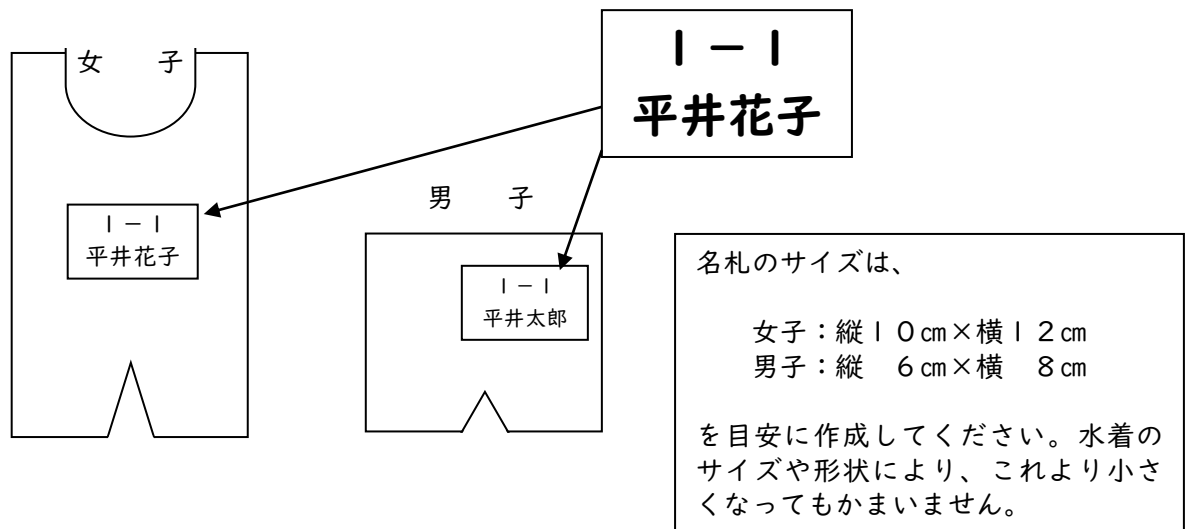 女　子
１－１
平井花子
１－１
平井花子
男　子
１－１
平井太郎
名札のサイズは、
女子：縦１０㎝×横１２㎝
男子：縦　６㎝×横　８㎝
を目安に作成してください。水着の
サイズや形状により、これより小さ
くなってもかまいません。